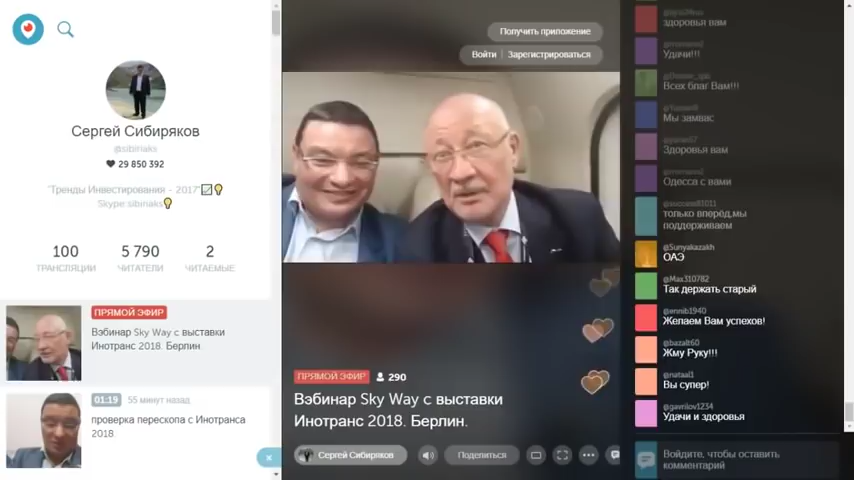 Сергей Сибиряков
@sibiriaks
29 850 392
"Тренды Инвестирования – 2017"
Skype:sibiriaks
100
5 790
2
ТРАНСЛЯЦИИ
ЧИТАТЕЛИ
ЧИТАЕМЫЕ
ПРЯМОЙ ЭФИР
Вэбинар Sky Way с выставки
Инотранс 2018. Берлин.
01:19 55 минут назад
проверка перескопа с Инотранса
2018.
Получить приложение
Войти | Зарегистрироваться
ПРЯМОЙ ЭФИР 290
Вэбинар Sky Way с выставки
Инотранс 2018. Берлин.
Сергей Сибиряков
Поделиться
здоровья вам
Удачи!!!
Всех благ Вам!!!
Мы замвас
Здоровья вам
Одесса с вами
только вперёд,мы
поддерживаем
@Sunyakazakh
ОАЭ
@Max310782
Так держать старый
@ennib1940
Желаем Вам успехов!
@bazalt60
Жму Руку!!!
@nataal1
Вы супер!
@gavrilov1234
Удачи и здоровья
Войдите, чтобы оставить
комментарий